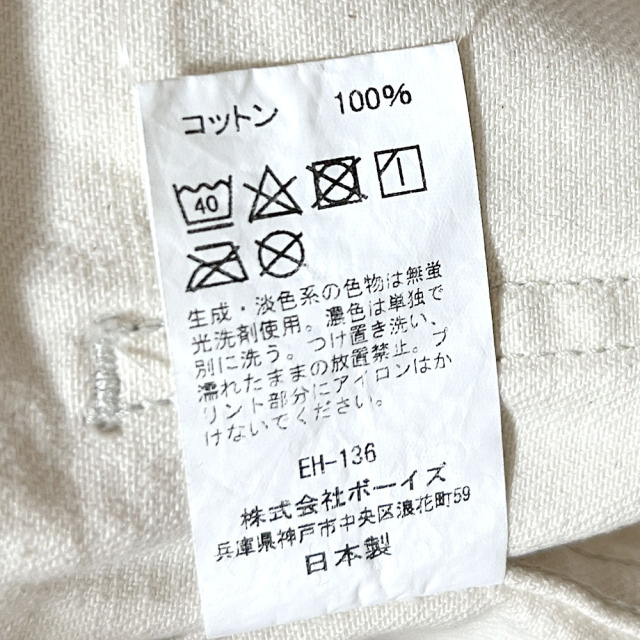 コットン 100%
40
生成・淡色系の色物は無蛍
光洗剤使用。濃色は単独で
別に洗う。つけ置き洗い、
濡れたままの放置禁止。プ
リント部分にアイロンはか
けないでください。
EH-136
株式会社ボーイズ
兵庫県神戸市中央区浪花町59
日本製